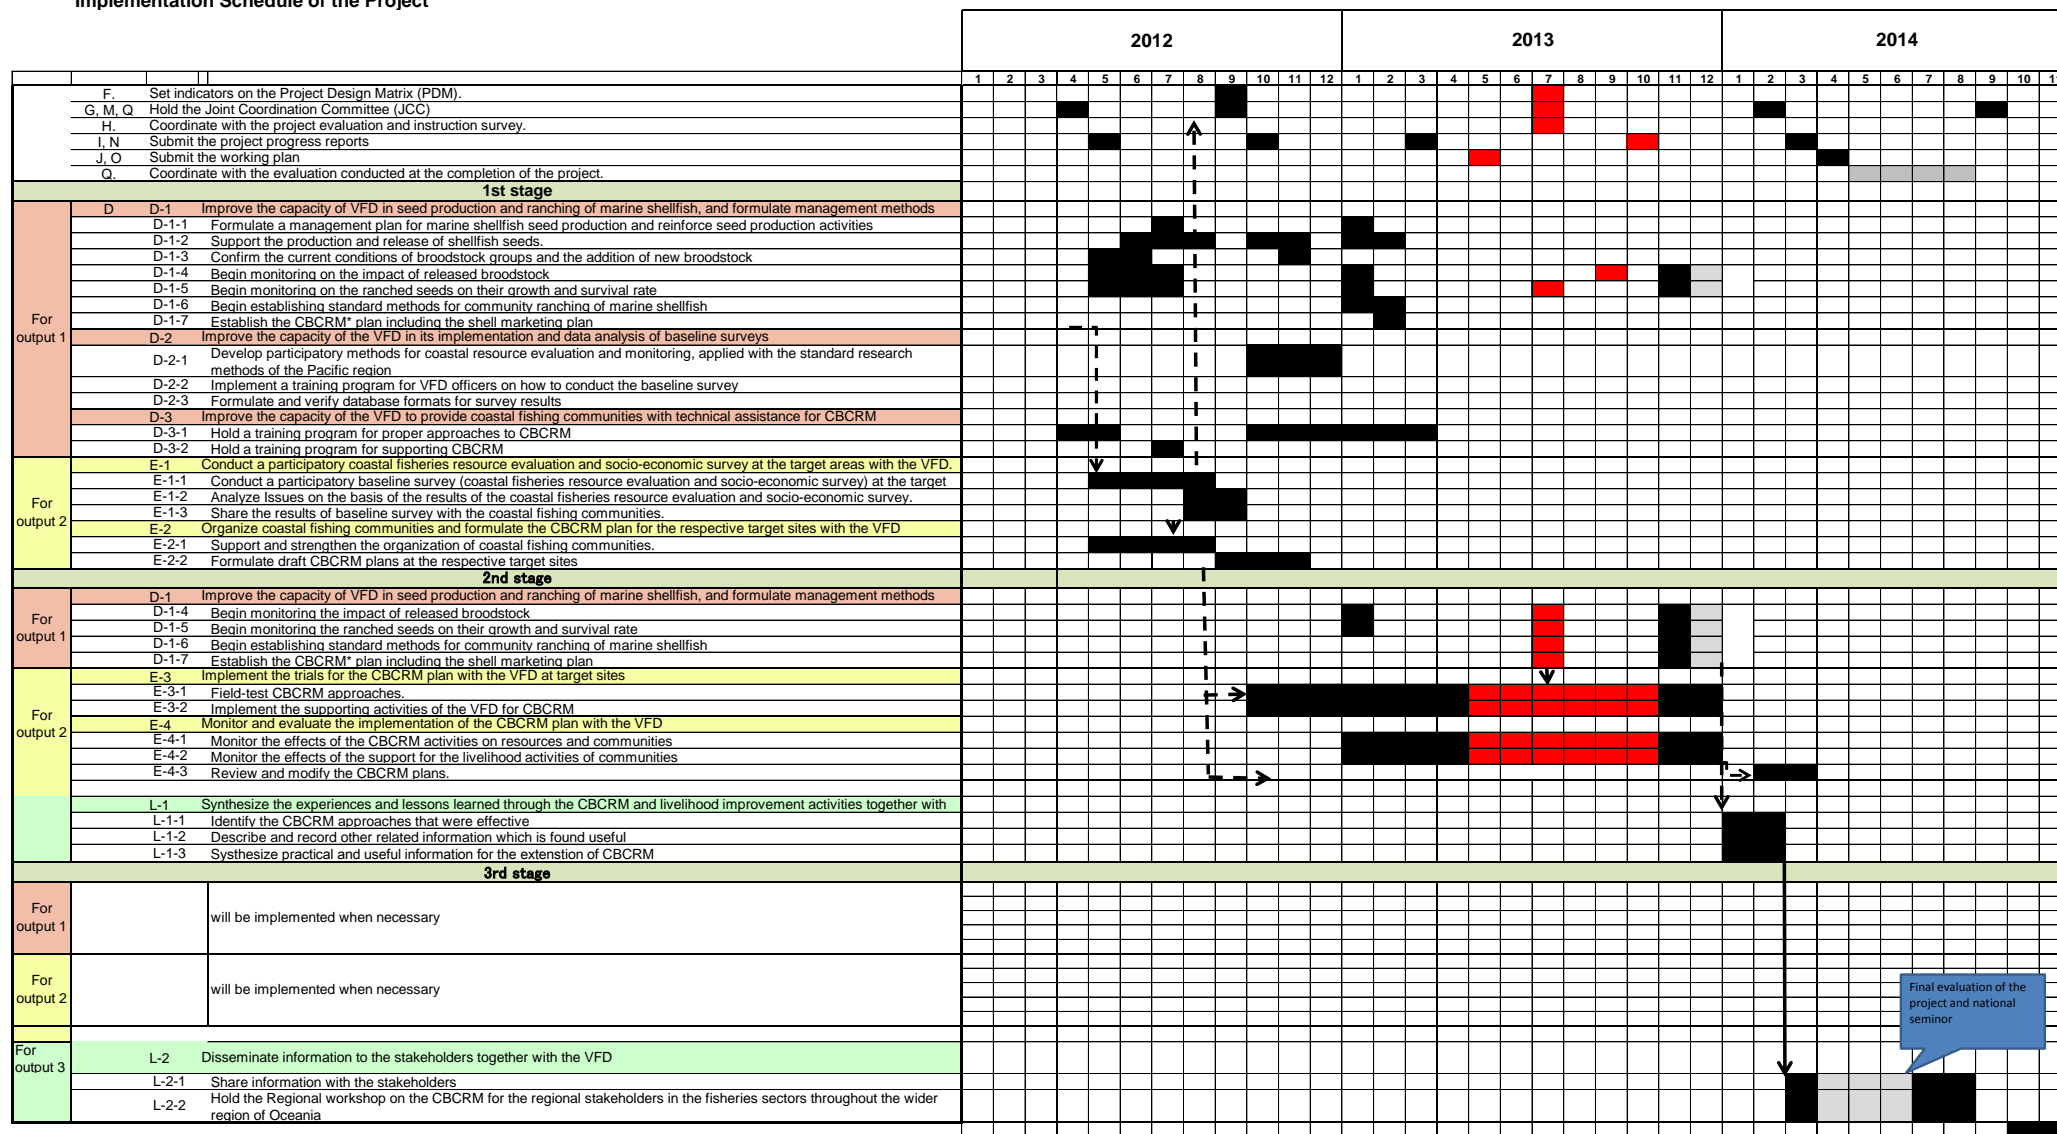 Implementation Schedule of the Project
2012 2013 2014
1 2 3 4 5 6 7 8 9 10 11 12 1 2 3 4 5 6 7 8 9 10 11 12 1 2 3 4 5 6 7 8 9 10
F. Set indicators on the Project Design Matrix (PDM).
G, M, Q Hold the Joint Coordination Committee (JCC)
H. Coordinate with the project evaluation and instruction survey.
I, N Submit the project progress reports
J, O Submit the working plan
Q. Coordinate with the evaluation conducted at the completion of the project.
1st stage
For output 1
D D-1 Improve the capacity of VFD in seed production and ranching of marine shellfish, and formulate management methods
D-1-1 Formulate a management plan for marine shellfish seed production and reinforce seed production activities
D-1-2 Support the production and release of shellfish seeds.
D-1-3 Confirm the current conditions of broodstock groups and the addition of new broodstock
D-1-4 Begin monitoring on the impact of released broodstock
D-1-5 Begin monitoring on the ranched seeds on their growth and survival rate
D-1-6 Begin establishing standard methods for community ranching of marine shellfish
D-1-7 Establish the CBCRM* plan including the shell marketing plan
D-2 Improve the capacity of the VFD in its implementation and data analysis of baseline surveys
D-2-1 Develop participatory methods for coastal resource evaluation and monitoring, applied with the standard research
methods of the Pacific region
D-2-2 Implement a training program for VFD officers on how to conduct the baseline survey
D-2-3 Formulate and verify database formats for survey results
D-3 Improve the capacity of the VFD to provide coastal fishing communities with technical assistance for CBCRM
D-3-1 Hold a training program for proper approaches to CBCRM
D-3-2 Hold a training program for supporting CBCRM
For output 2
E-1 Conduct a participatory coastal fisheries resource evaluation and socio-economic survey at the target areas with the VFD.
E-1-1 Conduct a participatory baseline survey (coastal fisheries resource evaluation and socio-economic survey) at the target
E-1-2 Analyze Issues on the basis of the results of the coastal fisheries resource evaluation and socio-economic survey.
E-1-3 Share the results of baseline survey with the coastal fishing communities.
E-2 Organize coastal fishing communities and formulate the CBCRM plan for the respective target sites with the VFD
E-2-1 Support and strengthen the organization of coastal fishing communities.
E-2-2 Formulate draft CBCRM plans at the respective target sites
2nd stage
For output 1
D-1 Improve the capacity of VFD in seed production and ranching of marine shellfish, and formulate management methods
D-1-4 Begin monitoring the impact of released broodstock
D-1-5 Begin monitoring the ranched seeds on their growth and survival rate
D-1-6 Begin establishing standard methods for community ranching of marine shellfish
D-1-7 Establish the CBCRM* plan including the shell marketing plan
For output 2
E-3 Implement the trials for the CBCRM plan with the VFD at target sites
E-3-1 Field-test CBCRM approaches.
E-3-2 Implement the supporting activities of the VFD for CBCRM
E-4 Monitor and evaluate the implementation of the CBCRM plan with the VFD
E-4-1 Monitor the effects of the CBCRM activities on resources and communities
E-4-2 Monitor the effects of the support for the livelihood activities of communities
E-4-3 Review and modify the CBCRM plans.
L-1 Synthesize the experiences and lessons learned through the CBCRM and livelihood improvement activities together with
L-1-1 Identify the CBCRM approaches that were effective
L-1-2 Describe and record other related information which is found useful
L-1-3 Systhesize practical and useful information for the extenstion of CBCRM
3rd stage
For output 1
will be implemented when necessary
For output 2
will be implemented when necessary
Final evaluation of the
project and national
seminor
For output 3
L-2 Disseminate information to the stakeholders together with the VFD
L-2-1 Share information with the stakeholders
L-2-2 Hold the Regional workshop on the CBCRM for the regional stakeholders in the fisheries sectors throughout the wider
region of Oceania